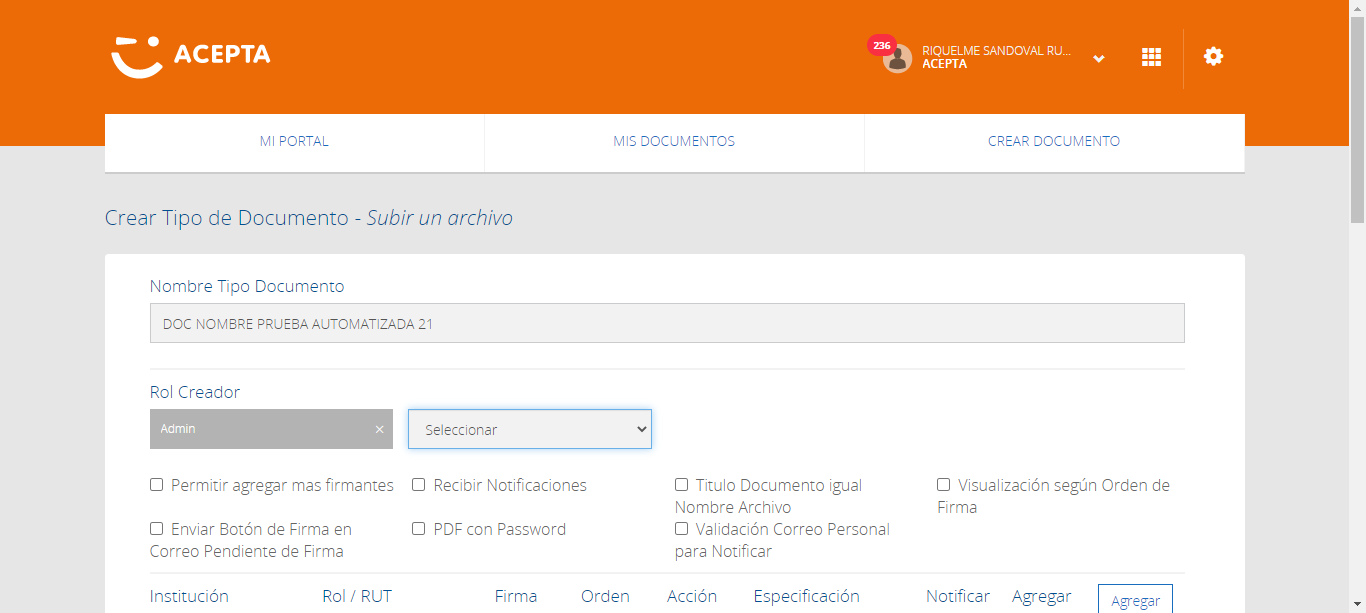 ACEPTA
236
RIQUELME SANDOVAL RU...
ACEPTA
MI PORTAL
MIS DOCUMENTOS
CREAR DOCUMENTO
Crear Tipo de Documento - Subir un archivo
Nombre Tipo Documento
DOC NOMBRE PRUEBA AUTOMATIZADA 21
Rol Creador
Admin ×
Seleccionar
Permitir agregar mas firmantes
Recibir Notificaciones
Titulo Documento igual
Nombre Archivo
Visualización según Orden de
Firma
Enviar Botón de Firma en
Correo Pendiente de Firma
PDF con Password
Validación Correo Personal
para Notificar
Institución Rol / RUT Firma Orden Acción Especificación Notificar Agregar Agregar